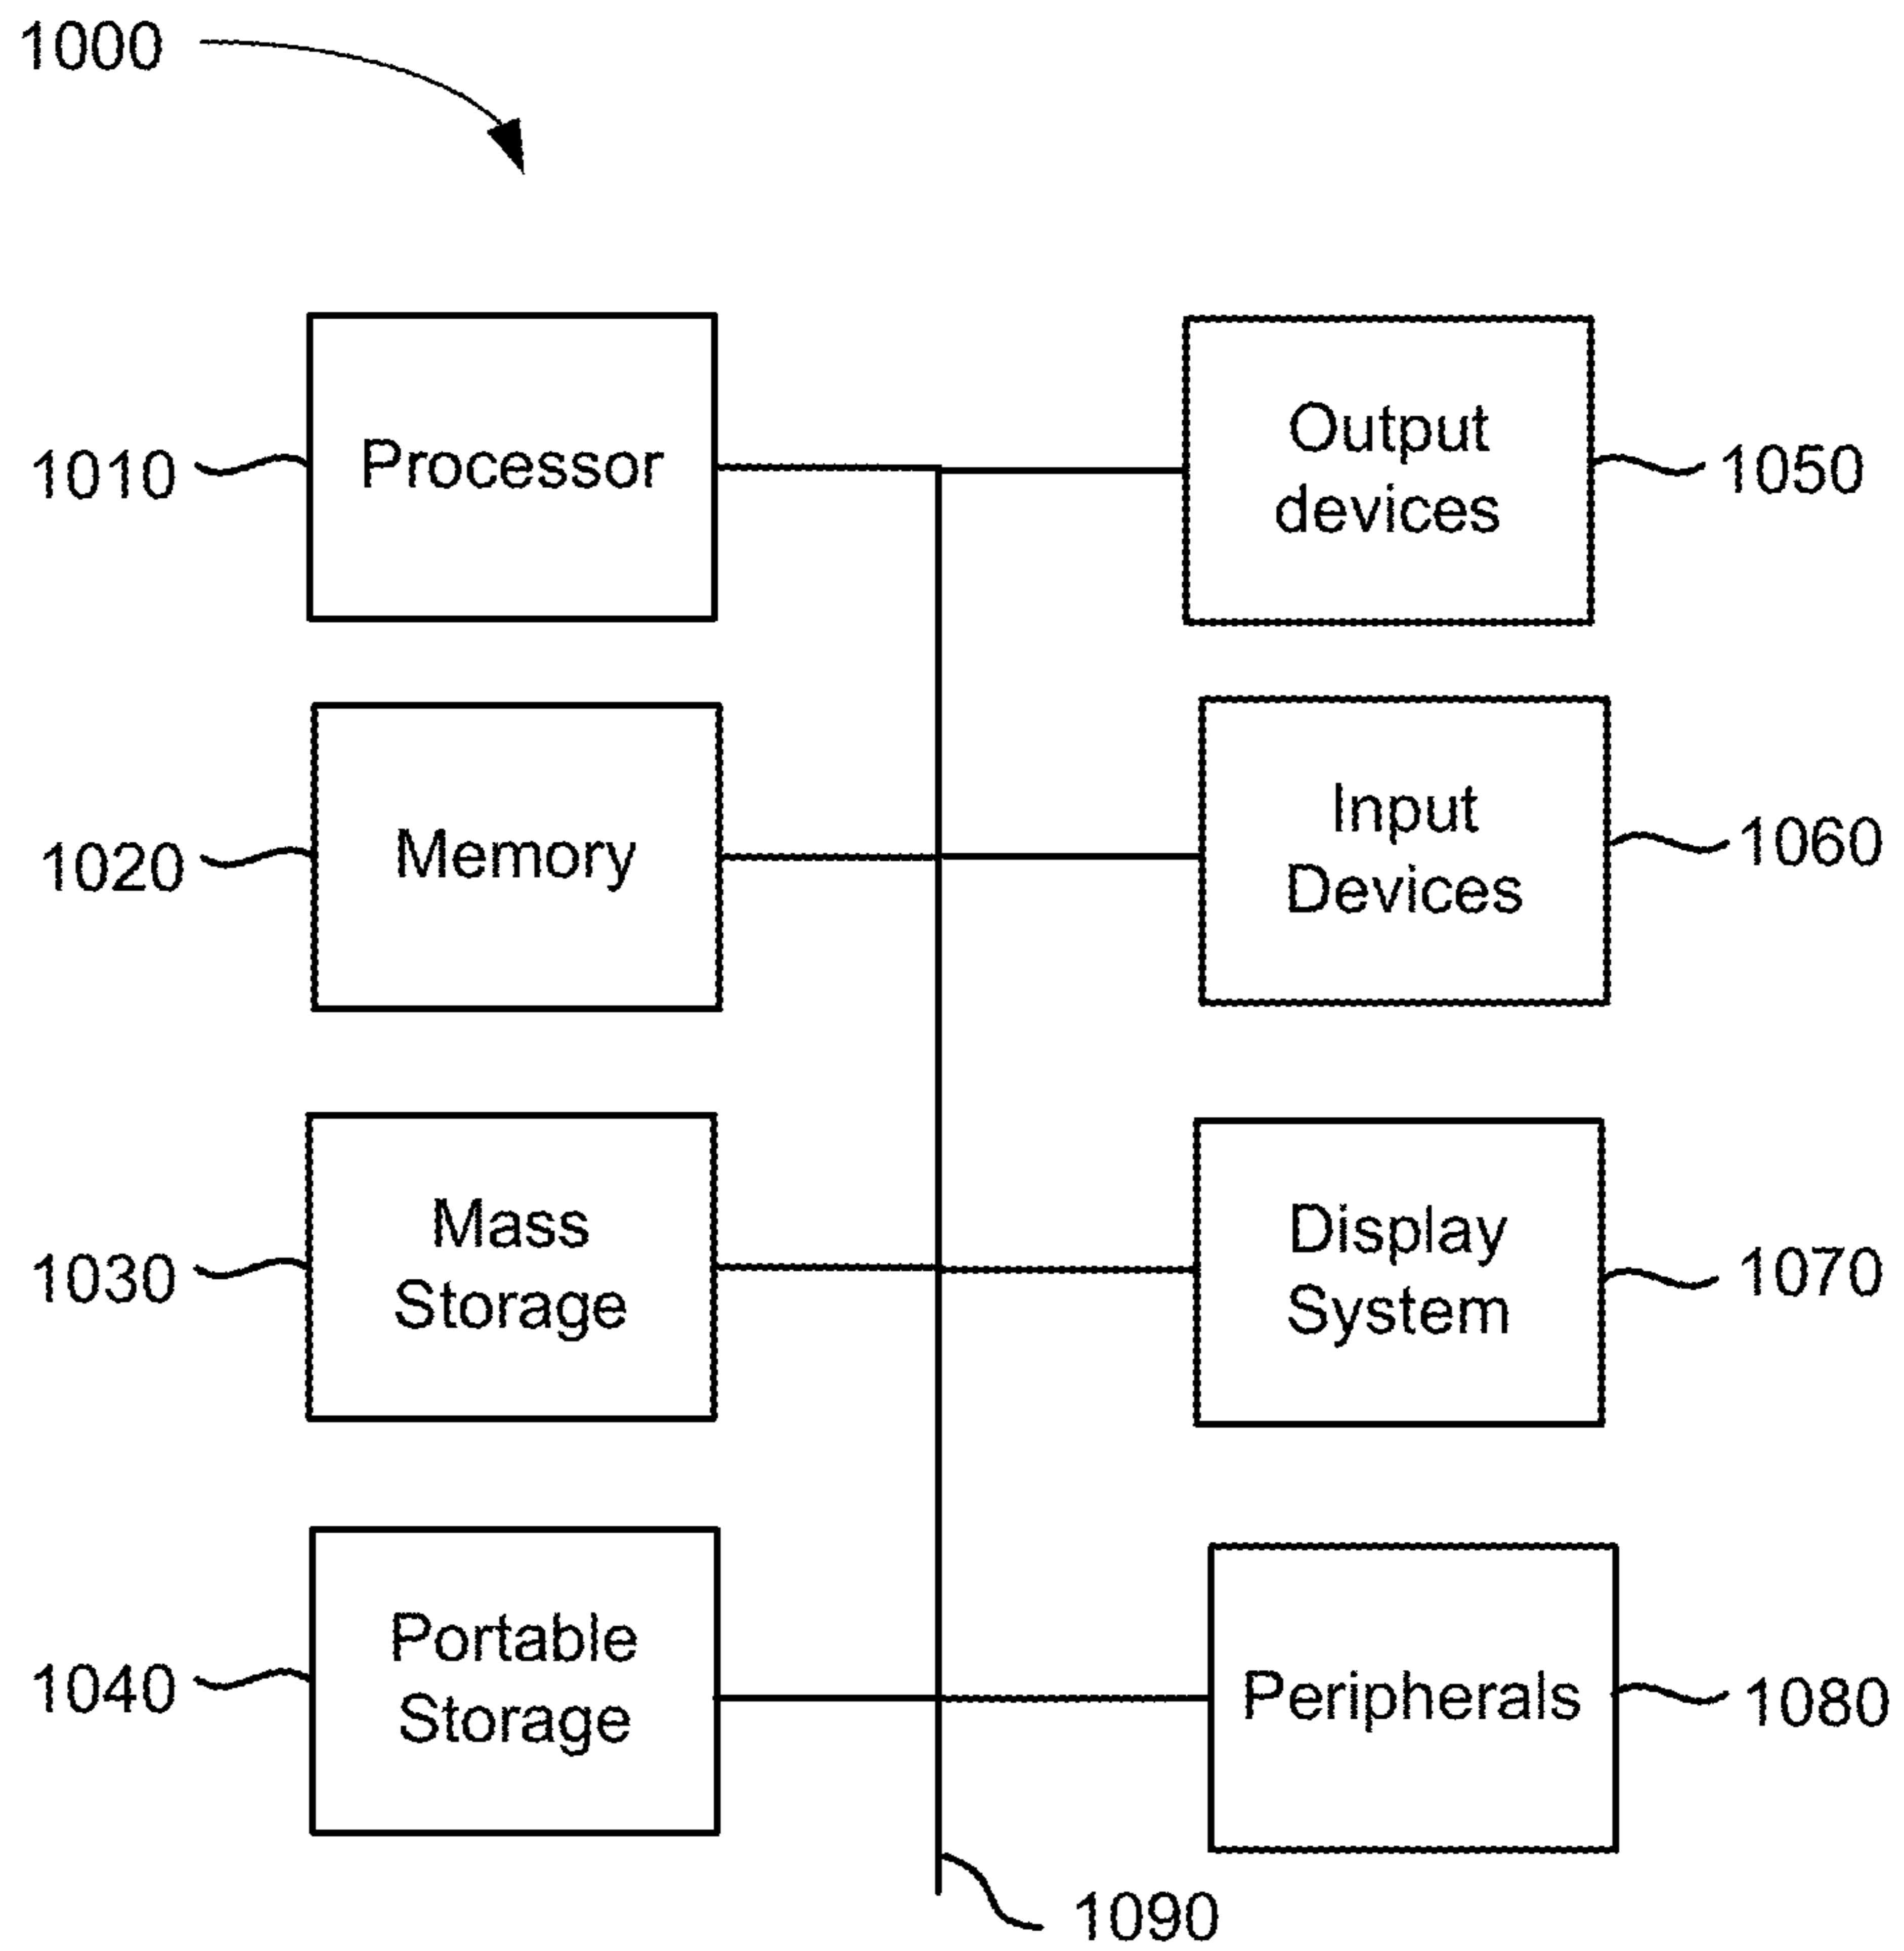 1000
1010
Processor
Output
devices
1050
1020
Memory
Input
Devices
1060
1030
Mass
Storage
Display
System
1070
1040
Portable
Storage
Peripherals
1080
1090